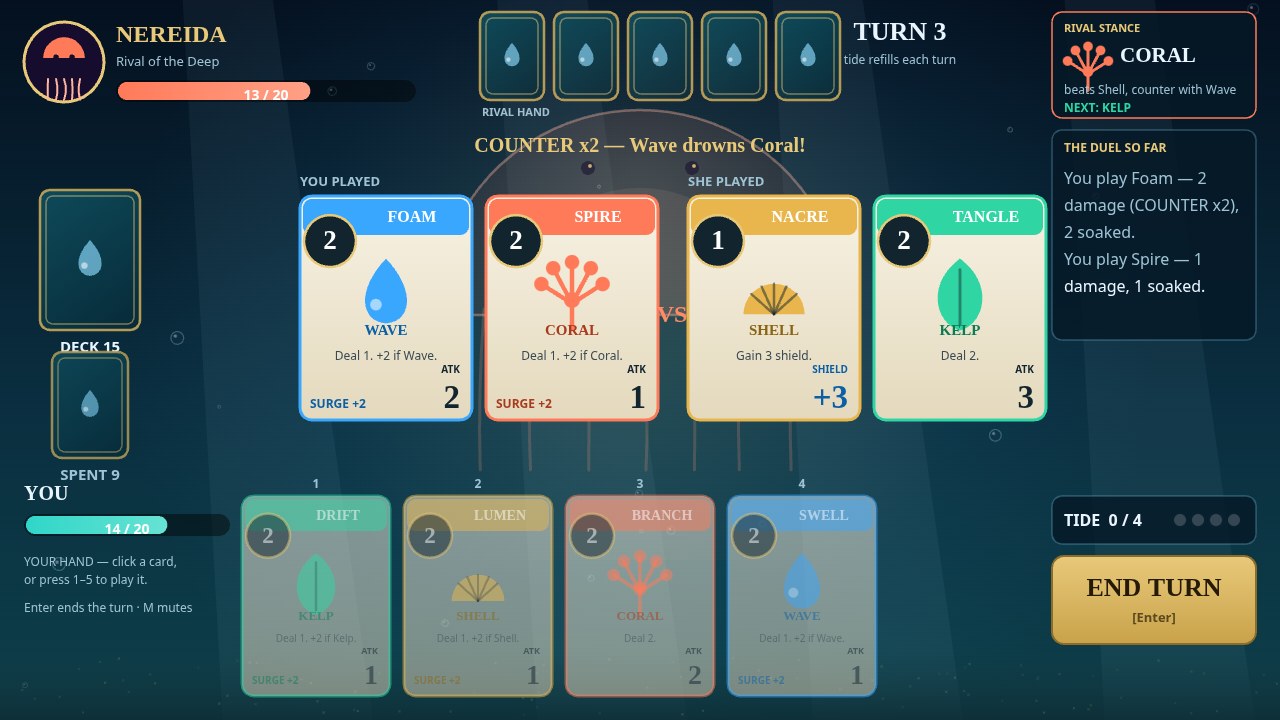 NEREIDA
Rival of the Deep
13 / 20
RIVAL HAND
TURN 3
tide refills each turn
RIVAL STANCE
CORAL
beats Shell, counter with Wave
NEXT: KELP
COUNTER x2 — Wave drowns Coral!
THE DUEL SO FAR
You play Foam — 2
damage (COUNTER x2),
2 soaked.
You play Spire — 1
damage, 1 soaked.
YOU PLAYED
SHE PLAYED
FOAM
2
WAVE
Deal 1. +2 if Wave.
ATK
SURGE +2
2
SPIRE
2
CORAL
Deal 1. +2 if Coral.
ATK
SURGE +2
1
VS
NACRE
1
SHELL
Gain 3 shield.
SHIELD
+3
TANGLE
2
KELP
Deal 2.
ATK
3
DECK 15
SPENT 9
YOU
14 / 20
YOUR HAND — click a card,
or press 1–5 to play it.
Enter ends the turn · M mutes
1
DRIFT
2
KELP
Deal 1. +2 if Kelp.
ATK
SURGE +2
1
2
LUMEN
2
SHELL
Deal 1. +2 if Shell.
ATK
SURGE +2
1
3
BRANCH
2
CORAL
Deal 2.
ATK
2
4
SWELL
2
WAVE
Deal 1. +2 if Wave.
ATK
SURGE +2
1
TIDE 0 / 4
END TURN
[Enter]